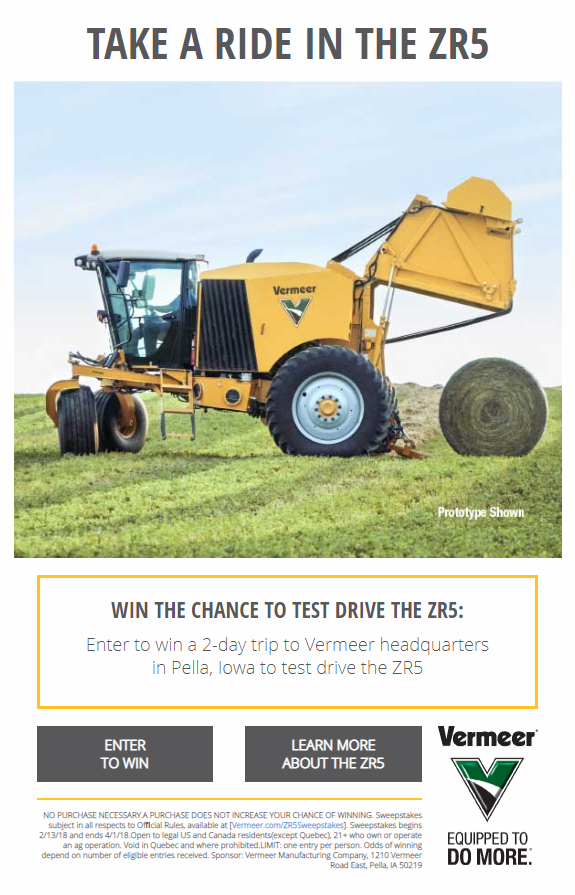 TAKE A RIDE IN THE ZR5
Vermeer
Prototype Shown
WIN THE CHANCE TO TEST DRIVE THE ZR5:
Enter to win a 2-day trip to Vermeer headquarters
in Pella, Iowa to test drive the ZR5
ENTER
TO WIN
LEARN MORE
ABOUT THE ZR5
Vermeer
EQUIPPED TO
DO MORE.
NO PURCHASE NECESSARY.A PURCHASE DOES NOT INCREASE YOUR CHANCE OF WINNING. Sweepstakes
subject in all respects to Official Rules, available at [Vermeer.com/ZR5Sweepstakes]. Sweepstakes begins
2/13/18 and ends 4/1/18.Open to legal US and Canada residents(except Quebec), 21+ who own or operate
an ag operation. Void in Quebec and where prohibited.LIMIT: one entry per person. Odds of winning
depend on number of eligible entries received. Sponsor: Vermeer Manufacturing Company, 1210 Vermeer
Road East, Pella, IA 50219